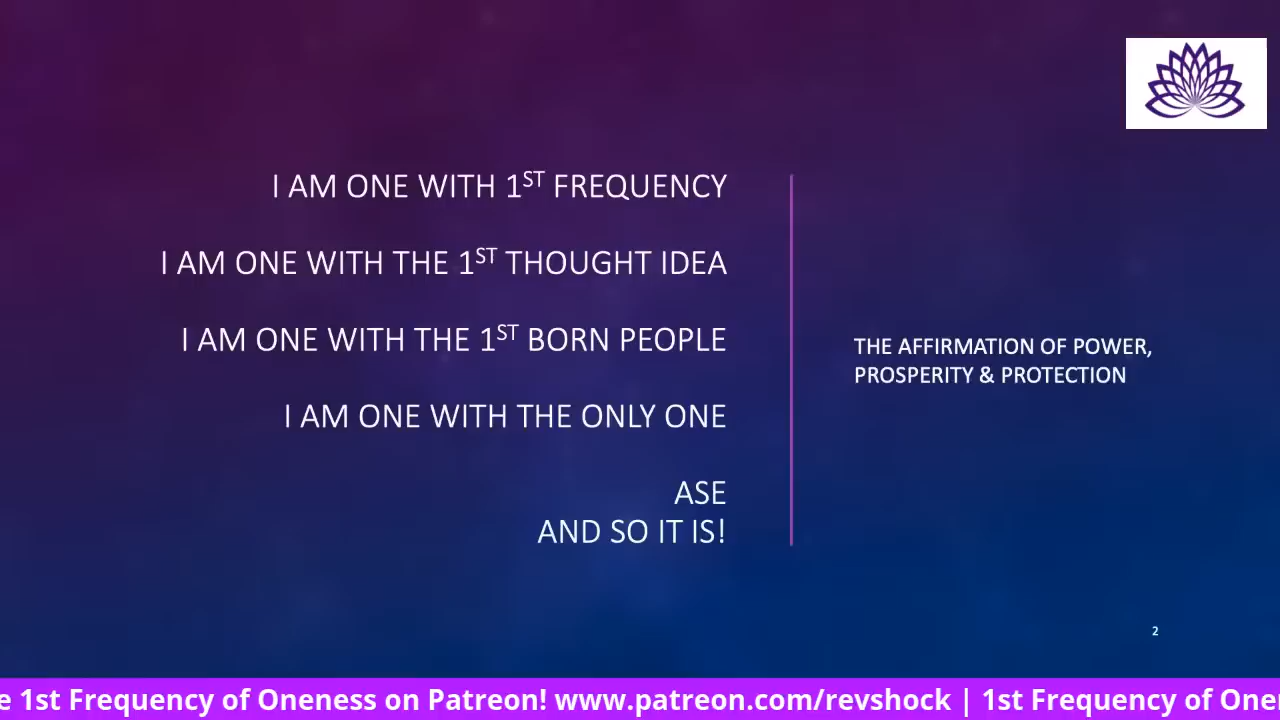 I AM ONE WITH 1ST FREQUENCY
I AM ONE WITH THE 1ST THOUGHT IDEA
I AM ONE WITH THE 1ST BORN PEOPLE
I AM ONE WITH THE ONLY ONE
ASE
AND SO IT IS!
THE AFFIRMATION OF POWER,
PROSPERITY & PROTECTION
2
1st Frequency of Oneness on Patreon! www.patreon.com/revshock | 1st Frequency of